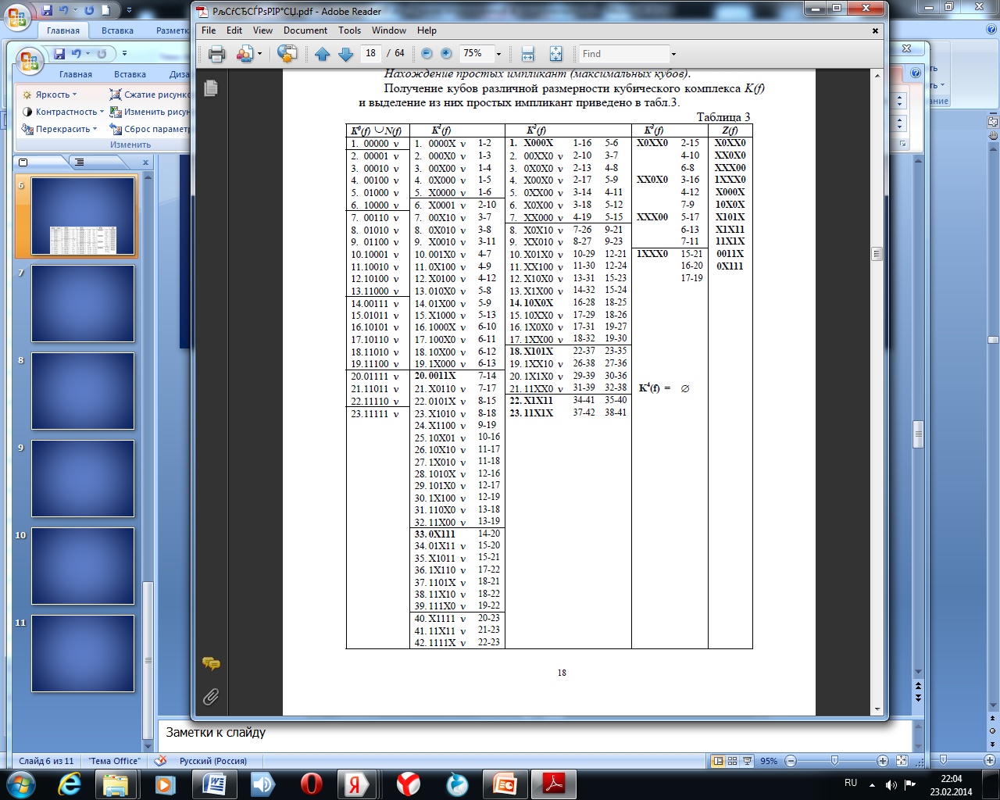 РљСѓСЂСЃРѕРІР°СЏ.pdf - Adobe Reader
Главная Вставка Разметк
File Edit View Document Tools Window Help
18 / 64 75% Find
Главная Вставка Диза
Яркость Сжатие рисунко
Контрастность Изменить рисун
Перекрасить Сброс параметр
Изменить
Нахождение простых импликант (максимальных кубов).
Получение кубов различной размерности кубического комплекса K(f)
и выделение из них простых импликант приведено в табл.3.
Таблица 3
K⁰(f) ∪N(f) K¹(f) K²(f) K³(f) Z(f)
1. 00000 ν 1. 0000X ν 1-2 1. X000X 1-16 5-6 X0XX0 2-15 X0XX0
2. 00001 ν 2. 000X0 ν 1-3 2. 00XX0 ν 2-10 3-7 4-10 XX0X0
3. 00010 ν 3. 00X00 ν 1-4 3. 0X0X0 ν 2-13 4-8 6-8 XXX00
4. 00100 ν 4. 0X000 ν 1-5 4. X00X0 ν 2-17 5-9 XX0X0 3-16 1XXX0
5. 01000 ν 5. X0000 ν 1-6 5. 0XX00 ν 3-14 4-11 4-12 X000X
6. 10000 ν 6. X0001 ν 2-10 6. X0X00 ν 3-18 5-12 7-9 10X0X
7. 00110 ν 7. 00X10 ν 3-7 7. XX000 ν 4-19 5-15 XXX00 5-17 X101X
8. 01010 ν 8. 0X010 ν 3-8 8. X0X10 ν 7-26 9-21 6-13 X1X11
9. 01100 ν 9. X0010 ν 3-11 9. XX010 ν 8-27 9-23 7-11 11X1X
10.10001 ν 10.001X0 ν 4-7 10.X01X0 ν 10-29 12-21 1XXX0 15-21 0011X
11.10010 ν 11.0X100 ν 4-9 11.XX100 ν 11-30 12-24 16-20 0X111
12.10100 ν 12.X0100 ν 4-12 12.X10X0 ν 13-31 15-23 17-19
13.11000 ν 13.010X0 ν 5-8 13.X1X00 ν 14-32 15-24
14.00111 ν 14.01X00 ν 5-9 14.10X0X 16-28 18-25
15.01011 ν 15.X1000 ν 5-13 15.10XX0 ν 17-29 18-26
16.10101 ν 16.1000X ν 6-10 16.1X0X0 ν 17-31 19-27
17.10110 ν 17.100X0 ν 6-11 17.1XX00 ν 18-32 19-30
18.11010 ν 18.10X00 ν 6-12 18.X101X 22-37 23-35
19.11100 ν 19.1X000 ν 6-13 19.1XX10 ν 26-38 27-36
20.01111 ν 20.0011X 7-14 20.1X1X0 ν 29-39 30-36
21.11011 ν 21.X0110 ν 7-17 21.11XX0 ν 31-39 32-38 K⁴(f) = ∅
22.11110 ν 22.0101X ν 8-15 22.X1X11 34-41 35-40
23.11111 ν 23.X1010 ν 8-18 23.11X1X 37-42 38-41
24.X1100 ν 9-19
25.10X01 ν 10-16
26.10X10 ν 11-17
27.1X010 ν 11-18
28.1010X ν 12-16
29.101X0 ν 12-17
30.1X100 ν 12-19
31.110X0 ν 13-18
32.11X00 ν 13-19
33.0X111 14-20
34.01X11 ν 15-20
35.X1011 ν 15-21
36.1X110 ν 17-22
37.1101X ν 18-21
38.11X10 ν 18-22
39.111X0 ν 19-22
40.X1111 ν 20-23
41.11X11 ν 21-23
42.1111X ν 22-23
18
6
7
8
9
10
11
Заметки к слайду
Слайд 6 из 11 "Тема Office" Русский (Россия) 95%
RU 22:04
23.02.2014